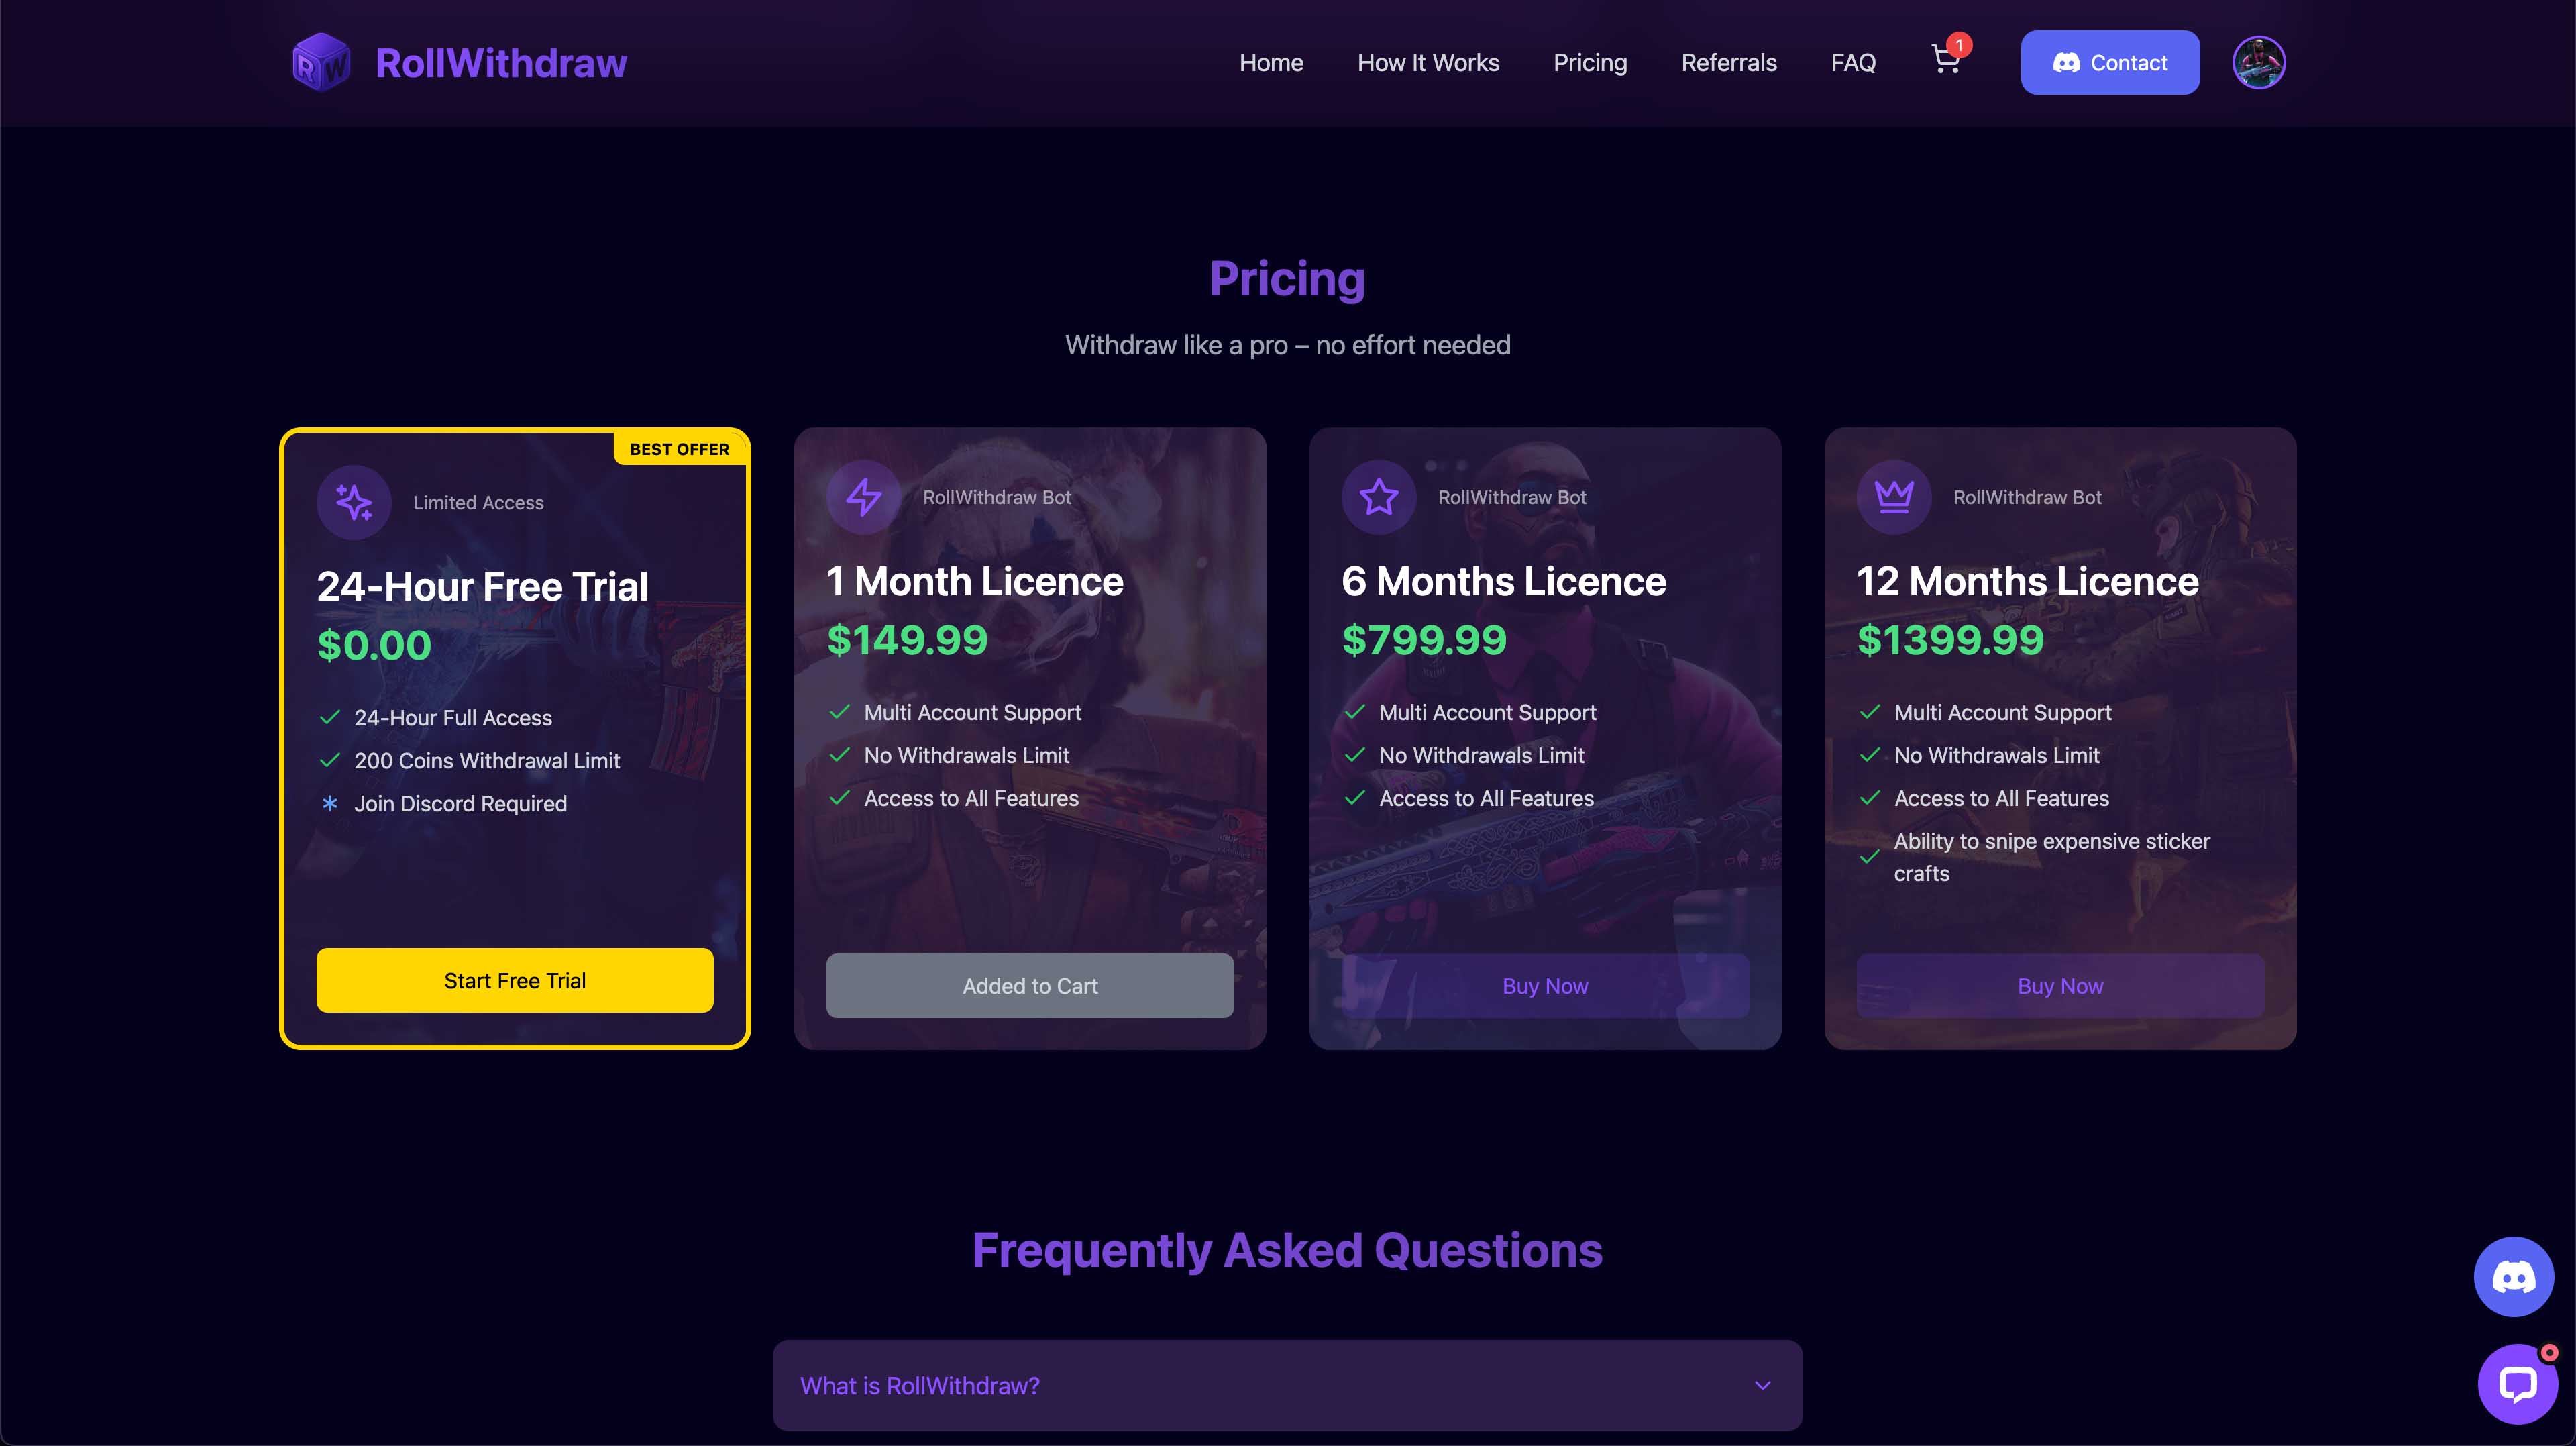 RW
RollWithdraw
Home
How It Works
Pricing
Referrals
FAQ
1
Contact
Pricing
Withdraw like a pro – no effort needed
BEST OFFER
Limited Access
24-Hour Free Trial
$0.00
24-Hour Full Access
200 Coins Withdrawal Limit
Join Discord Required
Start Free Trial
RollWithdraw Bot
1 Month Licence
$149.99
Multi Account Support
No Withdrawals Limit
Access to All Features
Added to Cart
RollWithdraw Bot
6 Months Licence
$799.99
Multi Account Support
No Withdrawals Limit
Access to All Features
Buy Now
RollWithdraw Bot
12 Months Licence
$1399.99
Multi Account Support
No Withdrawals Limit
Access to All Features
Ability to snipe expensive sticker
crafts
Buy Now
Frequently Asked Questions
What is RollWithdraw?